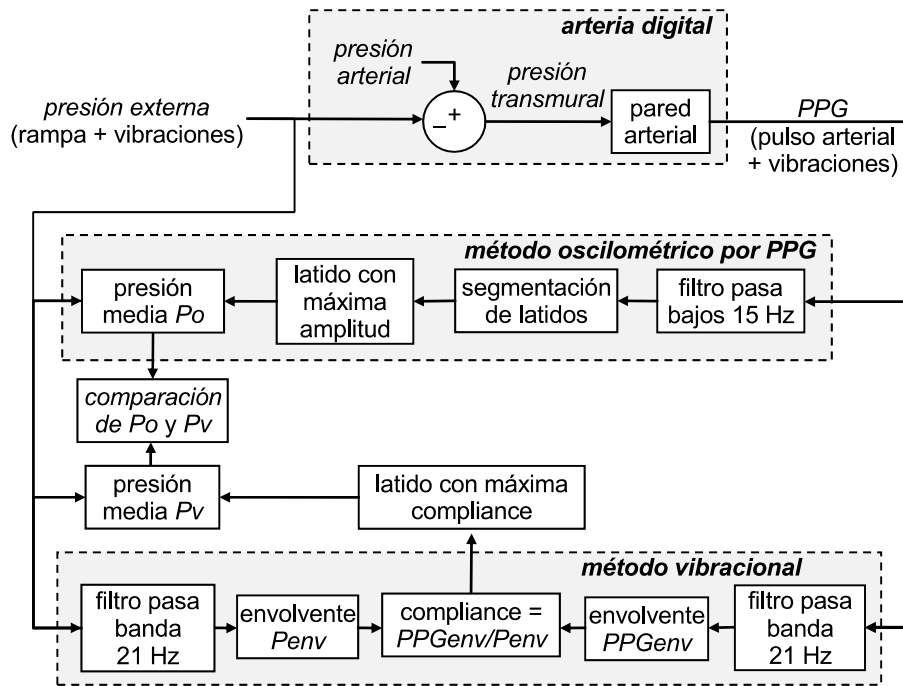 arteria digital
presión
arterial
presión
transmural
presión externa
(rampa + vibraciones)
– +
pared
arterial
PPG
(pulso arterial
+ vibraciones)
método oscilométrico por PPG
presión
media Po
latido con
máxima
amplitud
segmentación
de latidos
filtro pasa
bajos 15 Hz
comparación
de Po y Pv
presión
media Pv
latido con máxima
compliance
método vibracional
filtro pasa
banda
21 Hz
envolvente
Penv
compliance =
PPGenv/Penv
envolvente
PPGenv
filtro pasa
banda
21 Hz